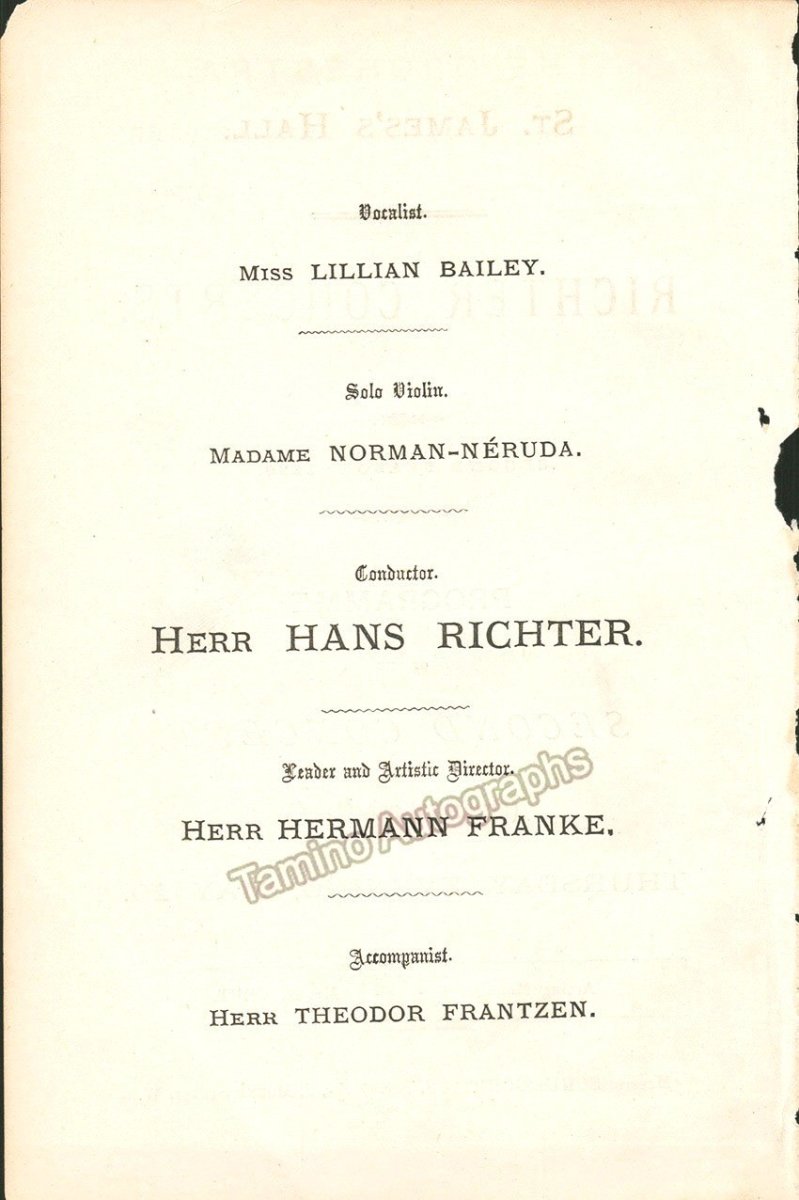 Vocalist.
Miss LILLIAN BAILEY.
Solo Violin.
Madame NORMAN-NÉRUDA.
Conductor.
Herr HANS RICHTER.
Leader and Artistic Director.
Herr HERMANN FRANKE.
Tamino Autographs
Accompanist.
Herr THEODOR FRANTZEN.